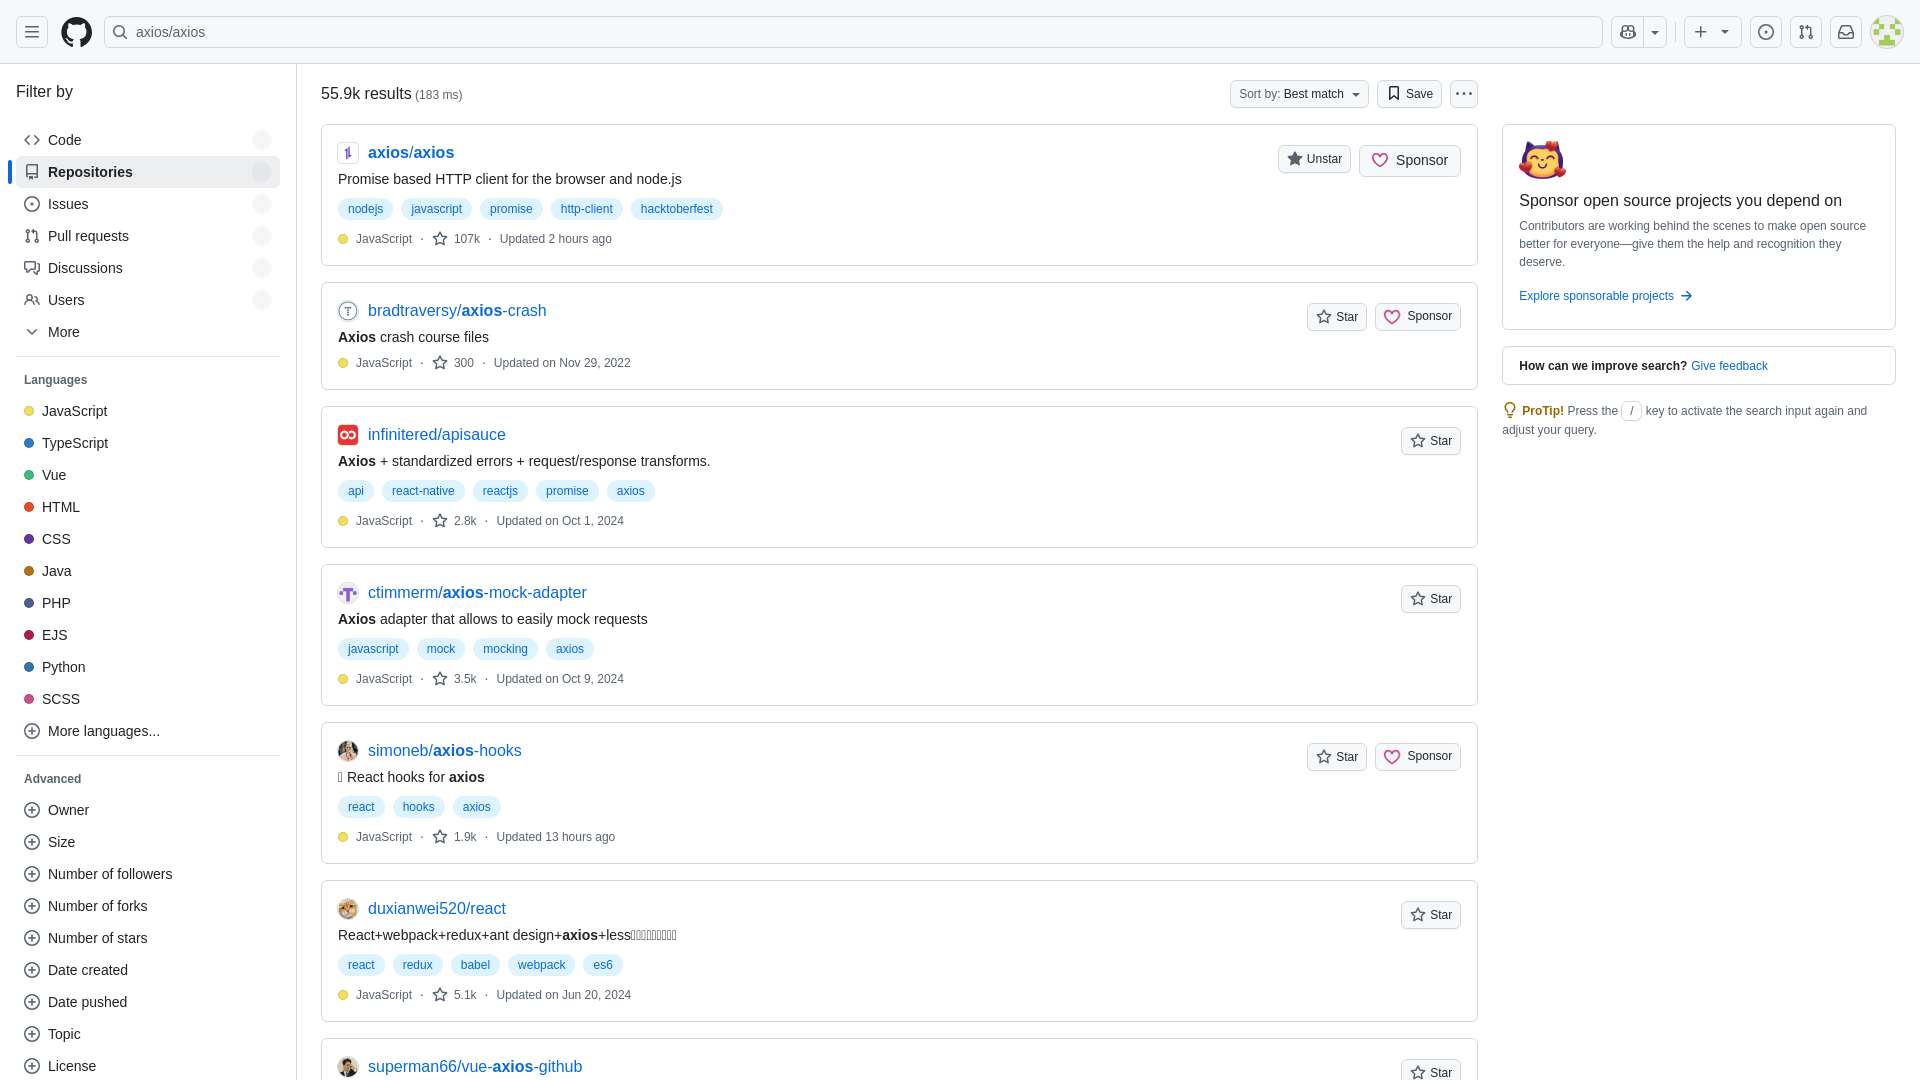 axios/axios
Filter by
Code
Repositories
Issues
Pull requests
Discussions
Users
More
Languages
JavaScript
TypeScript
Vue
HTML
CSS
Java
PHP
EJS
Python
SCSS
More languages...
Advanced
Owner
Size
Number of followers
Number of forks
Number of stars
Date created
Date pushed
Topic
License
55.9k results (183 ms)
Sort by: Best match
Save
axios/axios
Unstar
Sponsor
Promise based HTTP client for the browser and node.js
nodejs javascript promise http-client hacktoberfest
JavaScript · 107k · Updated 2 hours ago
bradtraversy/axios-crash
Star
Sponsor
Axios crash course files
JavaScript · 300 · Updated on Nov 29, 2022
infinitered/apisauce
Star
Axios + standardized errors + request/response transforms.
api react-native reactjs promise axios
JavaScript · 2.8k · Updated on Oct 1, 2024
ctimmerm/axios-mock-adapter
Star
Axios adapter that allows to easily mock requests
javascript mock mocking axios
JavaScript · 3.5k · Updated on Oct 9, 2024
simoneb/axios-hooks
Star
Sponsor
React hooks for axios
react hooks axios
JavaScript · 1.9k · Updated 13 hours ago
duxianwei520/react
Star
React+webpack+redux+ant design+axios+less
react redux babel webpack es6
JavaScript · 5.1k · Updated on Jun 20, 2024
superman66/vue-axios-github
Star
Sponsor open source projects you depend on
Contributors are working behind the scenes to make open source
better for everyone—give them the help and recognition they
deserve.
Explore sponsorable projects
How can we improve search? Give feedback
ProTip! Press the / key to activate the search input again and
adjust your query.